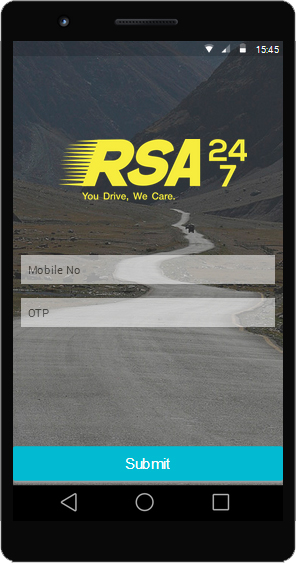 15:45
RSA 24
7
You Drive, We Care.
Mobile No
OTP
Submit